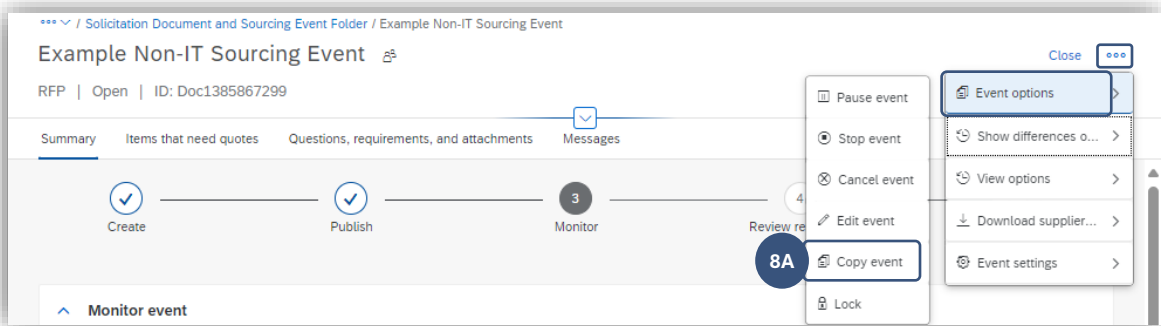 ••• / Solicitation Document and Sourcing Event Folder / Example Non-IT Sourcing Event
Example Non-IT Sourcing Event
Close
RFP | Open | ID: Doc1385867299
Summary
Items that need quotes
Questions, requirements, and attachments
Messages
Create
Publish
3
Monitor
4
Review re
Pause event
Stop event
Cancel event
Edit event
8A
Copy event
Lock
Event options
Show differences o...
View options
Download supplier...
Event settings
Monitor event